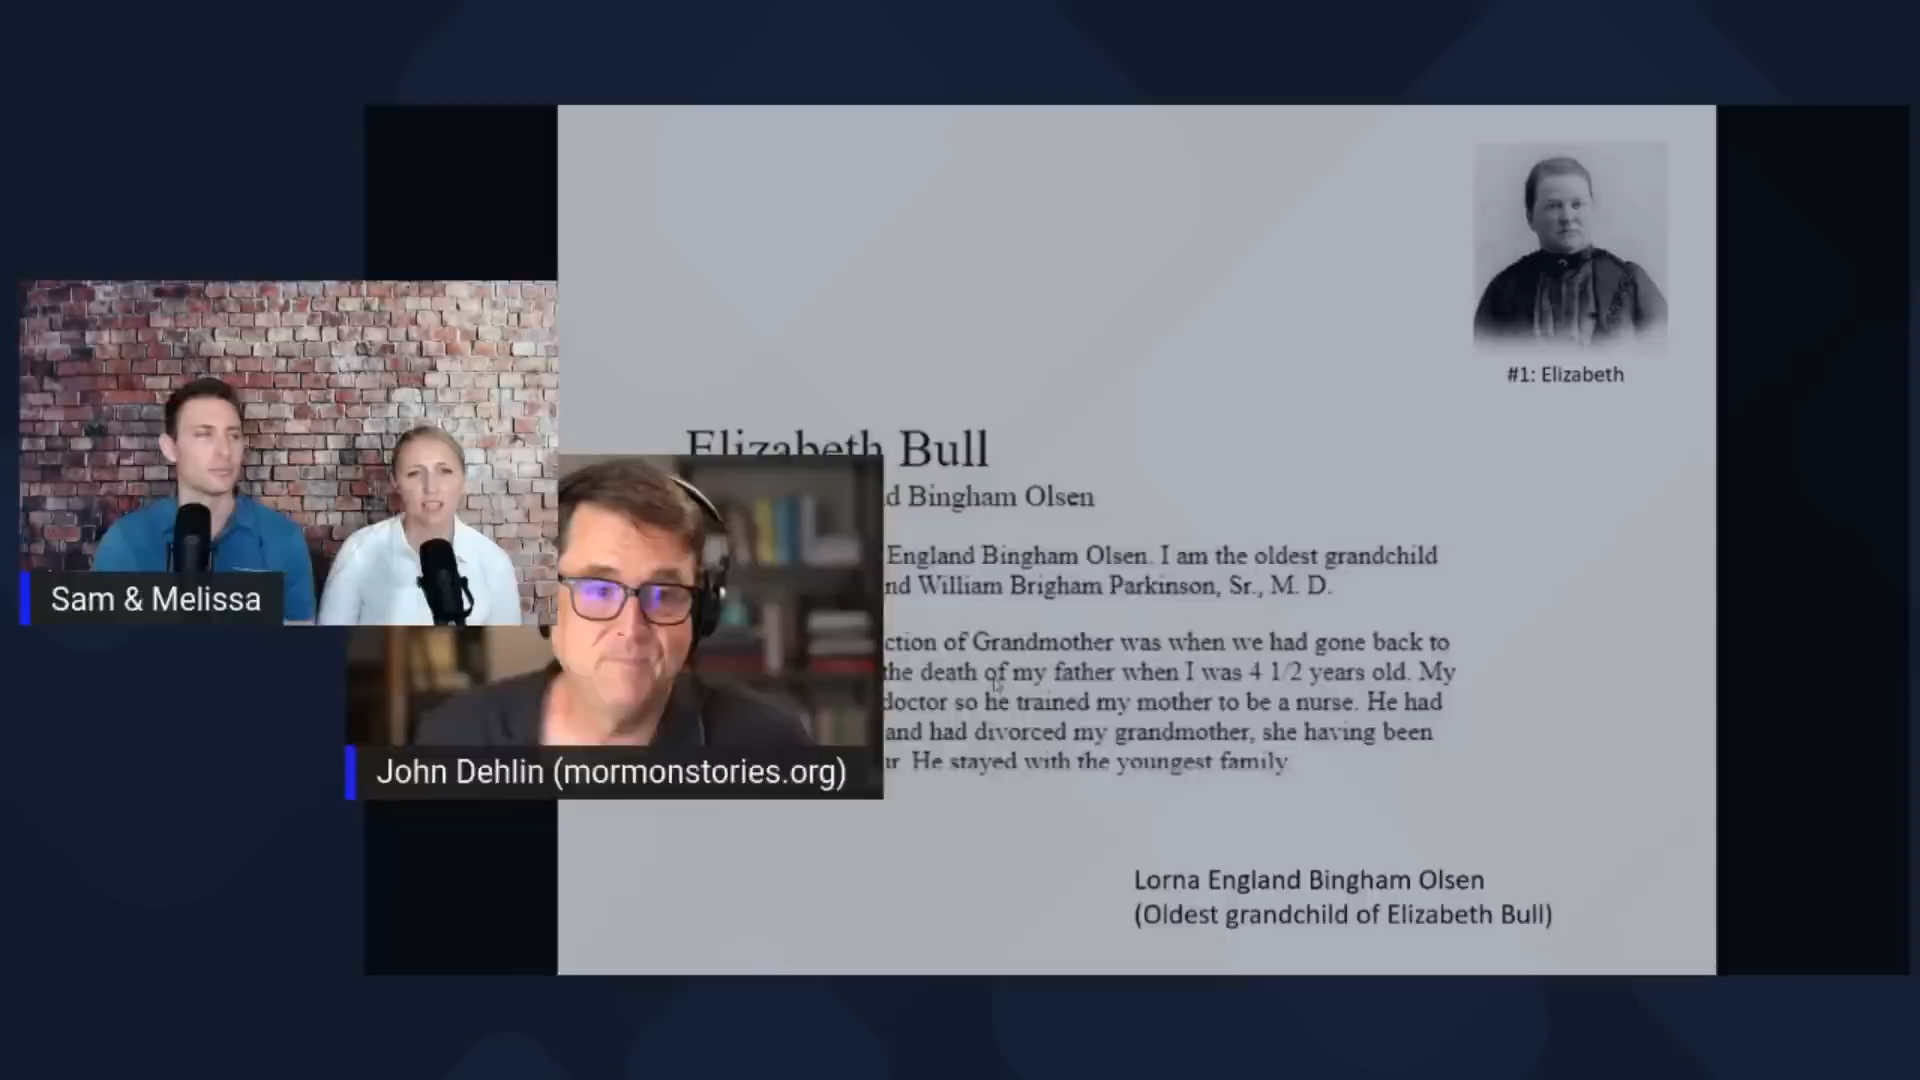 #1: Elizabeth
Elizabeth Bull
Bingham Olsen
England Bingham Olsen. I am the oldest grandchild
William Brigham Parkinson, Sr., M. D.
of Grandmother was when we had gone back to
the death of my father when I was 4 1/2 years old. My
doctor so he trained my mother to be a nurse. He had
and had divorced my grandmother, she having been
He stayed with the youngest family
Sam & Melissa
John Dehlin (mormonstories.org)
Lorna England Bingham Olsen
(Oldest grandchild of Elizabeth Bull)